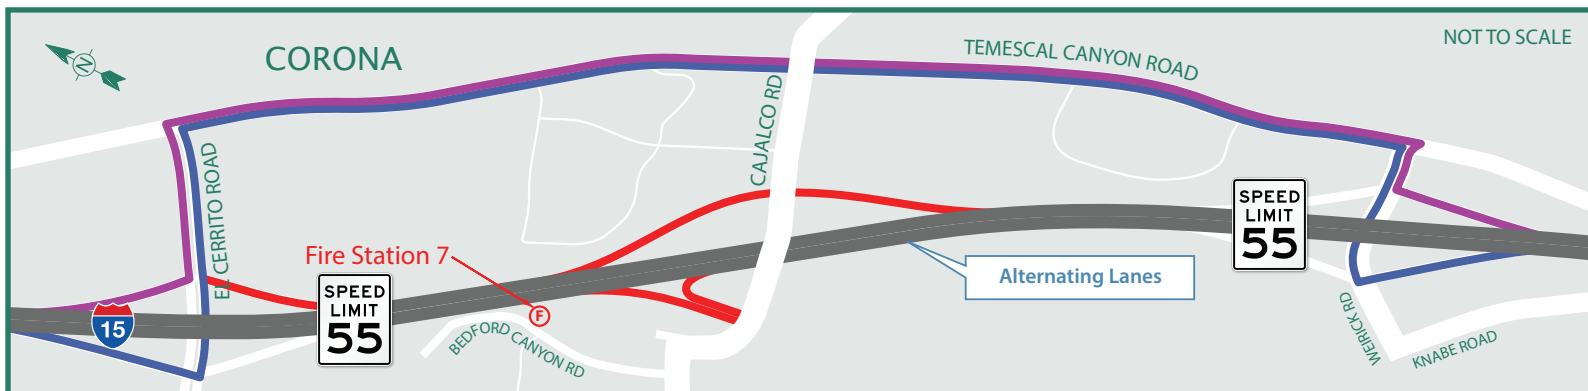 N
CORONA
TEMESCAL CANYON ROAD
NOT TO SCALE
CAJALCO RD
EL CERRITO ROAD
Fire Station 7
SPEED
LIMIT
55
SPEED
LIMIT
55
Alternating Lanes
15
F
BEDFORD CANYON RD
WEIRICK RD
KNABE ROAD